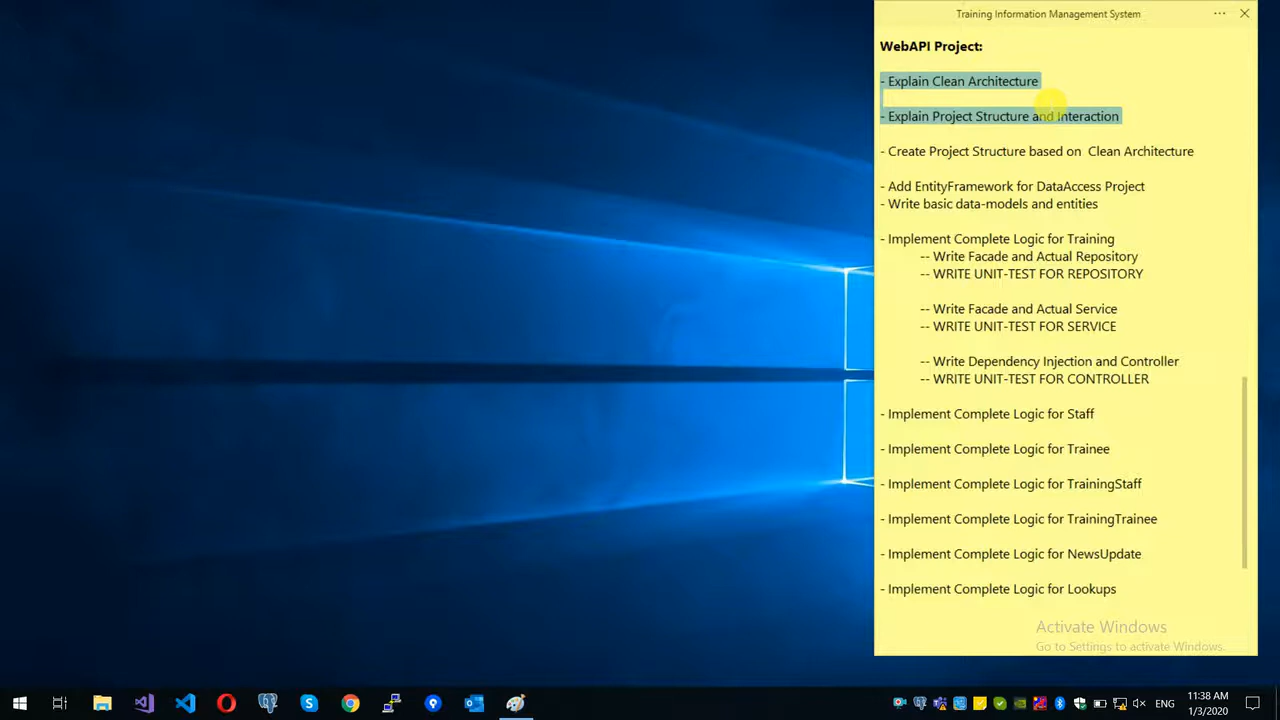 Training Information Management System
WebAPI Project:
- Explain Clean Architecture
- Explain Project Structure and Interaction
- Create Project Structure based on  Clean Architecture
- Add EntityFramework for DataAccess Project
- Write basic data-models and entities
- Implement Complete Logic for Training
-- Write Facade and Actual Repository
-- WRITE UNIT-TEST FOR REPOSITORY
-- Write Facade and Actual Service
-- WRITE UNIT-TEST FOR SERVICE
-- Write Dependency Injection and Controller
-- WRITE UNIT-TEST FOR CONTROLLER
- Implement Complete Logic for Staff
- Implement Complete Logic for Trainee
- Implement Complete Logic for TrainingStaff
- Implement Complete Logic for TrainingTrainee
- Implement Complete Logic for NewsUpdate
- Implement Complete Logic for Lookups
Activate Windows
Go to Settings to activate Windows.
ENG
11:38 AM
1/3/2020